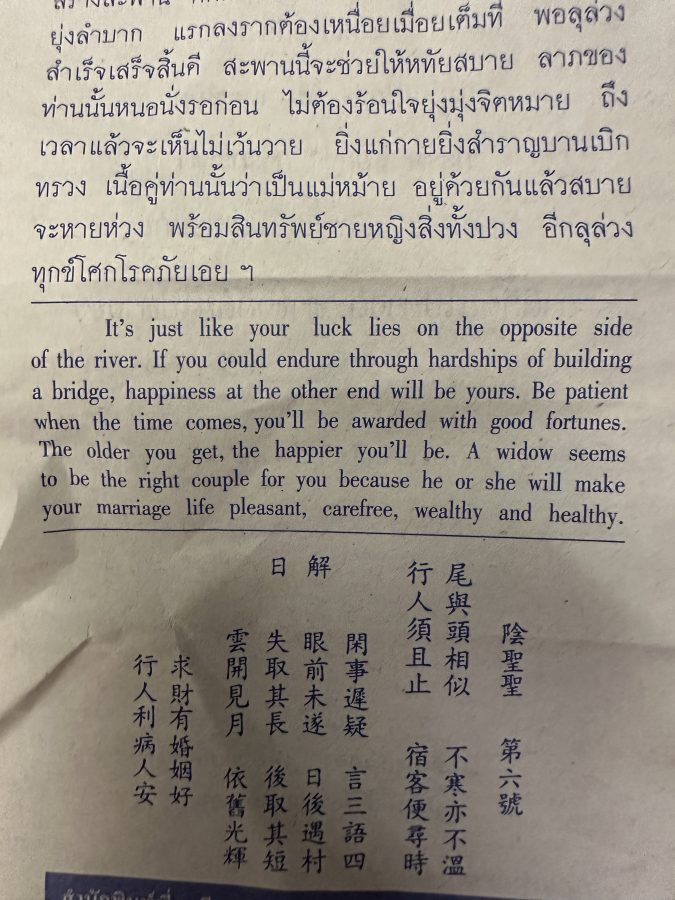 สร้างสะพาน
ยุ่งลำบาก แรกลงรากต้องเหนื่อยเมื่อยเต็มที่ พอลุล่วง
สำเร็จเสร็จสิ้นดี สะพานนี้จะช่วยให้หทัยสบาย ลาภของ
ท่านนั้นหนอนั่งรอก่อน ไม่ต้องร้อนใจยุ่งมุ่งจิตหมาย ถึง
เวลาแล้วจะเห็นไม่เว้นวาย ยิ่งแก่กายยิ่งสำราญบานเบิก
ทรวง เนื้อคู่ท่านนั้นว่าเป็นแม่หม้าย อยู่ด้วยกันแล้วสบาย
จะหายห่วง พร้อมสินทรัพย์ชายหญิงสิ่งทั้งปวง อีกลุล่วง
ทุกข์โศกโรคภัยเอย ฯ
It's just like your luck lies on the opposite side
of the river. If you could endure through hardships of building
a bridge, happiness at the other end will be yours. Be patient
when the time comes, you'll be awarded with good fortunes.
The older you get, the happier you'll be. A widow seems
to be the right couple for you because he or she will make
your marriage life pleasant, carefree, wealthy and healthy.
陰聖聖 第六號
尾與頭相似 不寒亦不溫
行人須且止 宿客便尋時
解日
閑事遲疑 言三語四
眼前未遂 日後遇村
失取其長 後取其短
雲開見月 依舊光輝
求財有婚姻好
行人利病人安